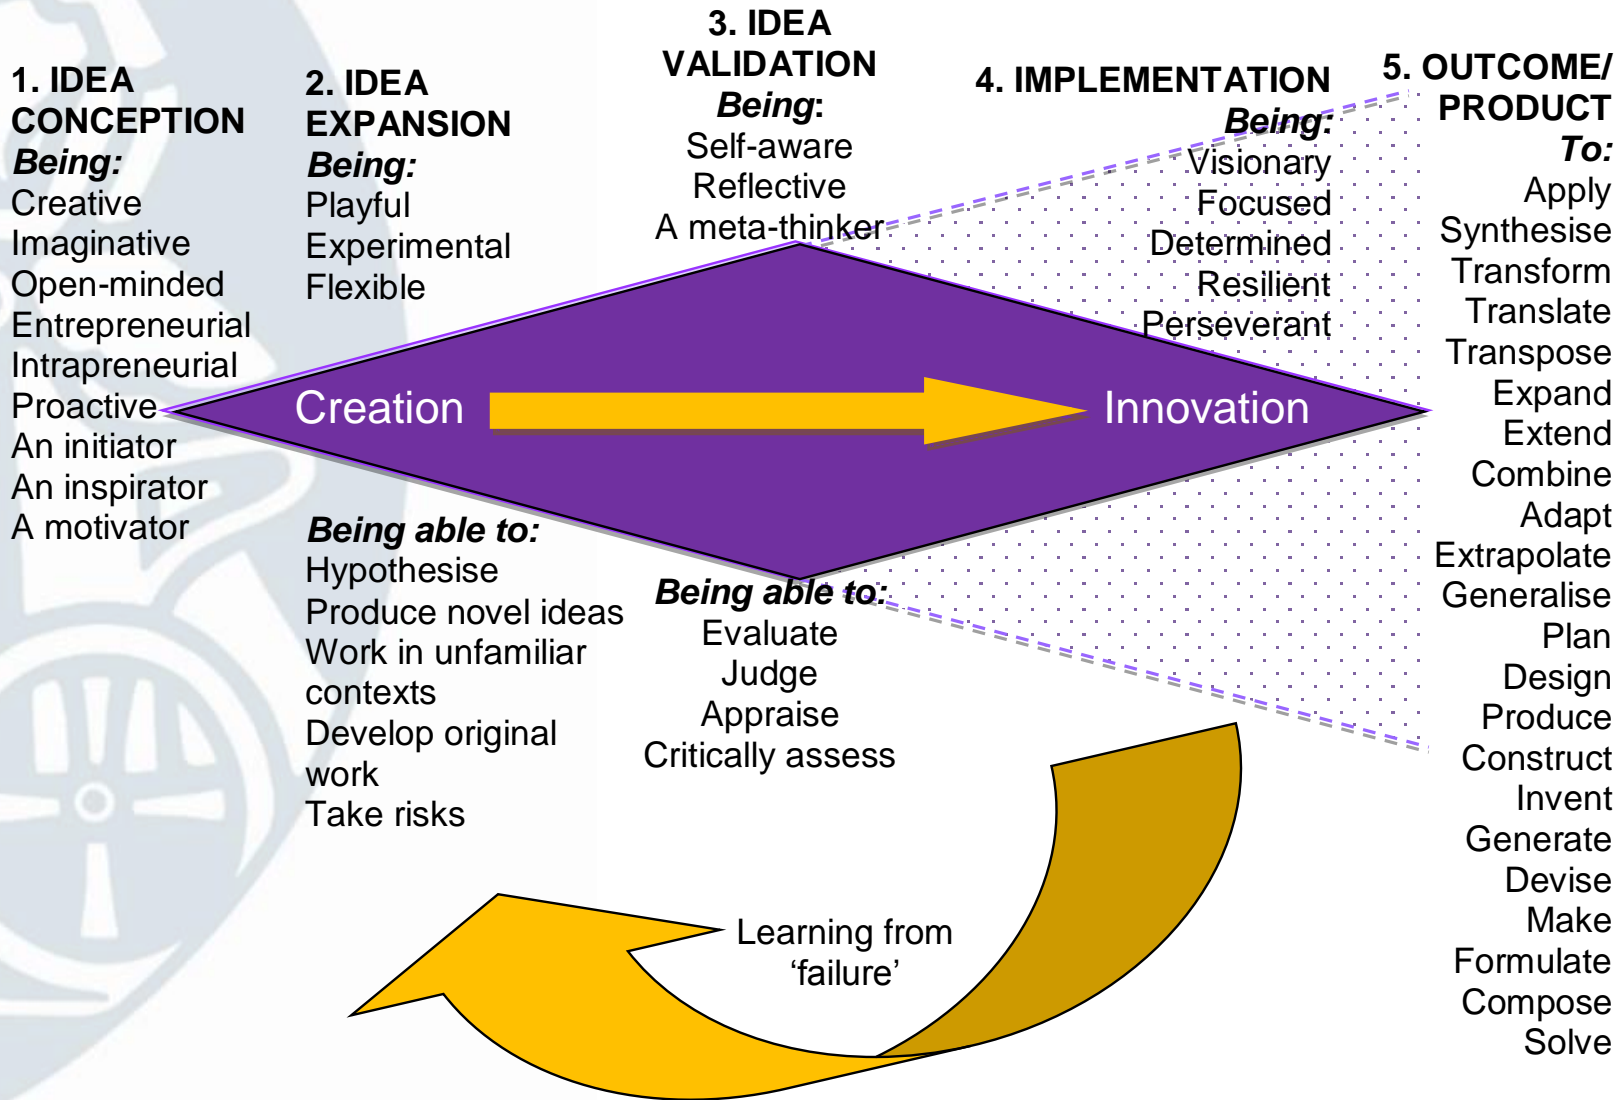 1. IDEA
CONCEPTION
Being:
Creative
Imaginative
Open-minded
Entrepreneurial
Intrapreneurial
Proactive
An initiator
An inspirator
A motivator
2. IDEA
EXPANSION
Being:
Playful
Experimental
Flexible
Being able to:
Hypothesise
Produce novel ideas
Work in unfamiliar
contexts
Develop original
work
Take risks
3. IDEA
VALIDATION
Being:
Self-aware
Reflective
A meta-thinker
Being able to:
Evaluate
Judge
Appraise
Critically assess
4. IMPLEMENTATION
Being:
Visionary
Focused
Determined
Resilient
Perseverant
5. OUTCOME/
PRODUCT
To:
Apply
Synthesise
Transform
Translate
Transpose
Expand
Extend
Combine
Adapt
Extrapolate
Generalise
Plan
Design
Produce
Construct
Invent
Generate
Devise
Make
Formulate
Compose
Solve
Creation
Innovation
Learning from
‘failure’